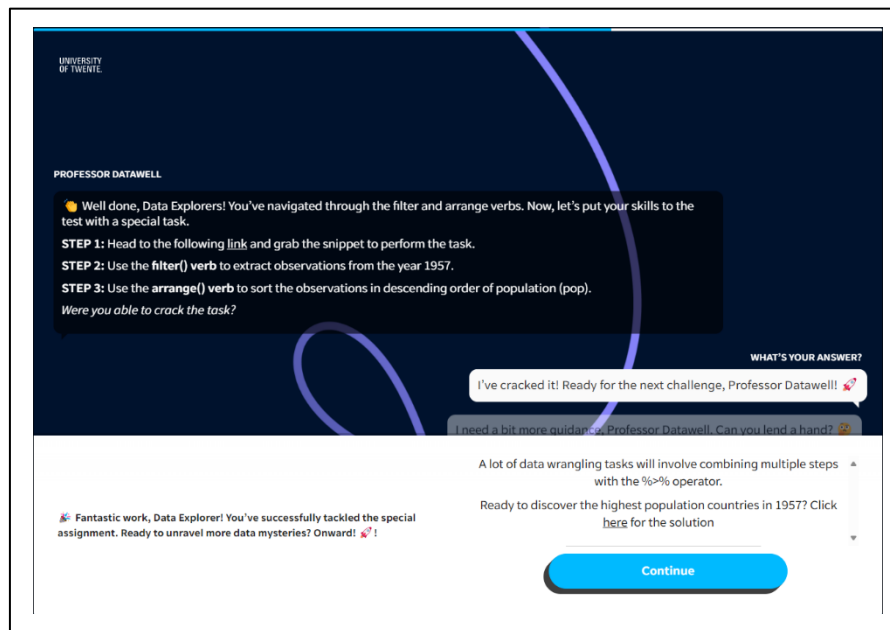 UNIVERSITY
OF TWENTE.
PROFESSOR DATAWELL
👏 Well done, Data Explorers! You've navigated through the filter and arrange verbs. Now, let's put your skills to the
test with a special task.
STEP 1: Head to the following link and grab the snippet to perform the task.
STEP 2: Use the filter() verb to extract observations from the year 1957.
STEP 3: Use the arrange() verb to sort the observations in descending order of population (pop).
Were you able to crack the task?
WHAT'S YOUR ANSWER?
I've cracked it! Ready for the next challenge, Professor Datawell! 🚀
I need a bit more guidance, Professor Datawell. Can you lend a hand? 🤔
A lot of data wrangling tasks will involve combining multiple steps
with the %>% operator.
Ready to discover the highest population countries in 1957? Click
here for the solution
🎉 Fantastic work, Data Explorer! You've successfully tackled the special
assignment. Ready to unravel more data mysteries? Onward! 🚀 !
Continue